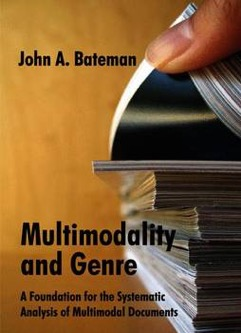 John A. Bateman
Multimodality
and Genre
A Foundation for the Systematic
Analysis of Multimodal Documents